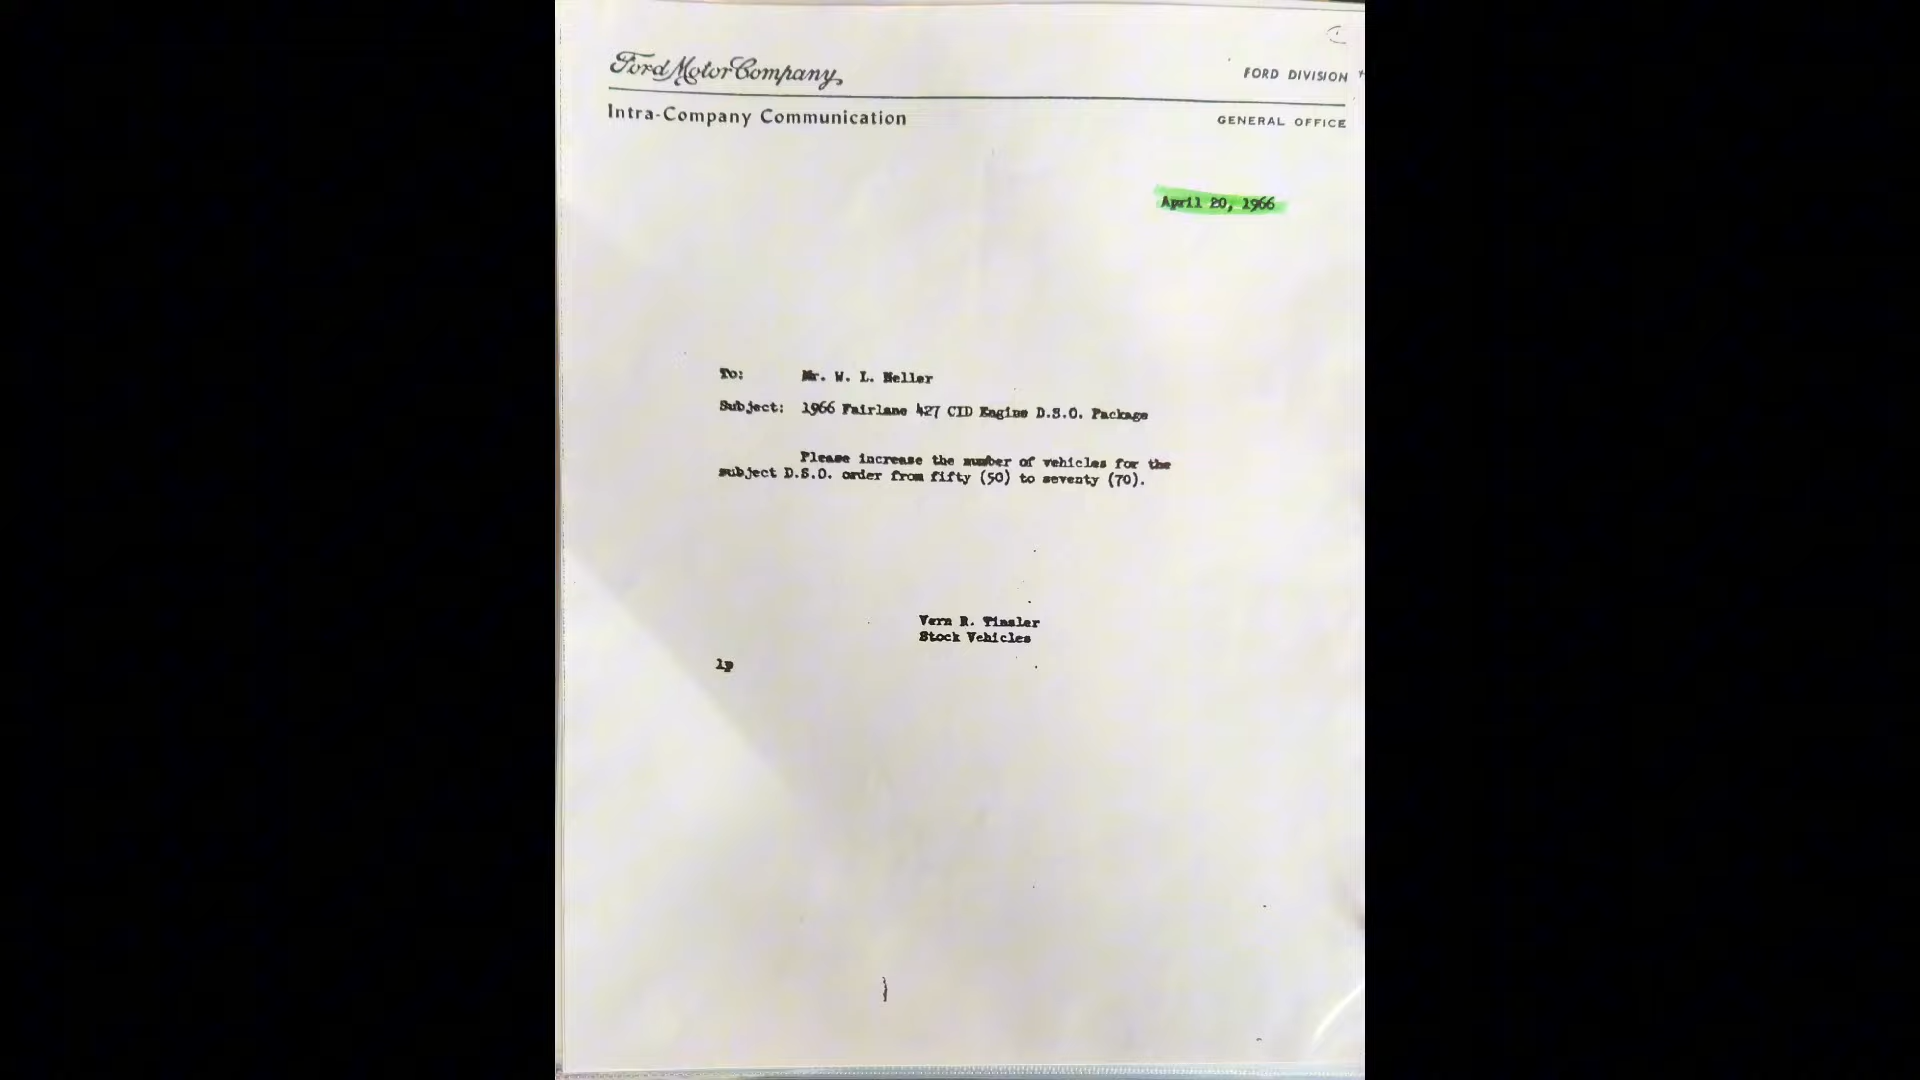 Ford Motor Company
FORD DIVISION
Intra-Company Communication
GENERAL OFFICE
April 20, 1966
To: Mr. W. L. Heller
Subject: 1966 Fairlane 427 CID Engine D.S.O. Package
Please increase the number of vehicles for the
subject D.S.O. order from fifty (50) to seventy (70).
Vern R. Tinsler
Stock Vehicles
lp